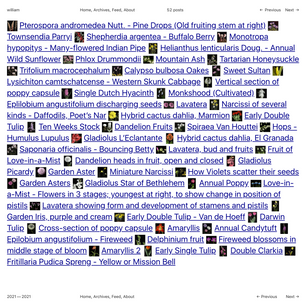 william Home, Archives, Feed, About 52 posts ← Previous Next →
Pterospora andromedea Nutt. - Pine Drops (Old fruiting stem at right)
Townsendia Parryi Shepherdia argentea - Buffalo Berry Monotropa
hypopitys - Many-flowered Indian Pipe Helianthus lenticularis Doug. - Annual
Wild Sunflower Phlox Drummondii Mountain Ash Tartarian Honeysuckle
Trifolium macrocephalum Calypso bulbosa Oakes Sweet Sultan
Lysichiton camtschatcense - Western Skunk Cabbage Vertical section of
poppy capsule Single Dutch Hyacinth Monkshood (Cultivated)
Eplilobium angustifolium discharging seeds Lavatera Narcissi of several
kinds - Daffodils, Poet's Nar Hybrid cactus dahlia, Marmion Early Double
Tulip Ten Weeks Stock Dandelion Fruits Spiraea Van Houttei Hops -
Humulus Lupulus Gladiolus L'Eclantante Hybrid cactus dahlia, El Granada
Saponaria officinalis - Bouncing Betty Lavatera, bud and fruits Fruit of
Love-in-a-Mist Dandelion heads in fruit, open and closed Gladiolus
Picardy Garden Aster Miniature Narcissi How Violets scatter their seeds
Garden Asters Gladiolus Star of Bethlehem Annual Poppy Love-in-
a-Mist - Flowers in 3 stages; youngest at right, to show change in position of
pistils Lavatera showing form and development of stamens and pistils
Garden Iris, purple and cream Early Double Tulip - Van de Hoeff Darwin
Tulip Cross-section of poppy capsule Amaryllis Annual Candytuft
Epilobium angustifolium - Fireweed Delphinium fruit Fireweed blossoms in
middle stage of bloom Amaryllis 2 Early Single Tulip Double Clarkia
Fritillaria Pudica Spreng - Yellow or Mission Bell
2021 — 2021 Home, Archives, Feed, About ← Previous Next →